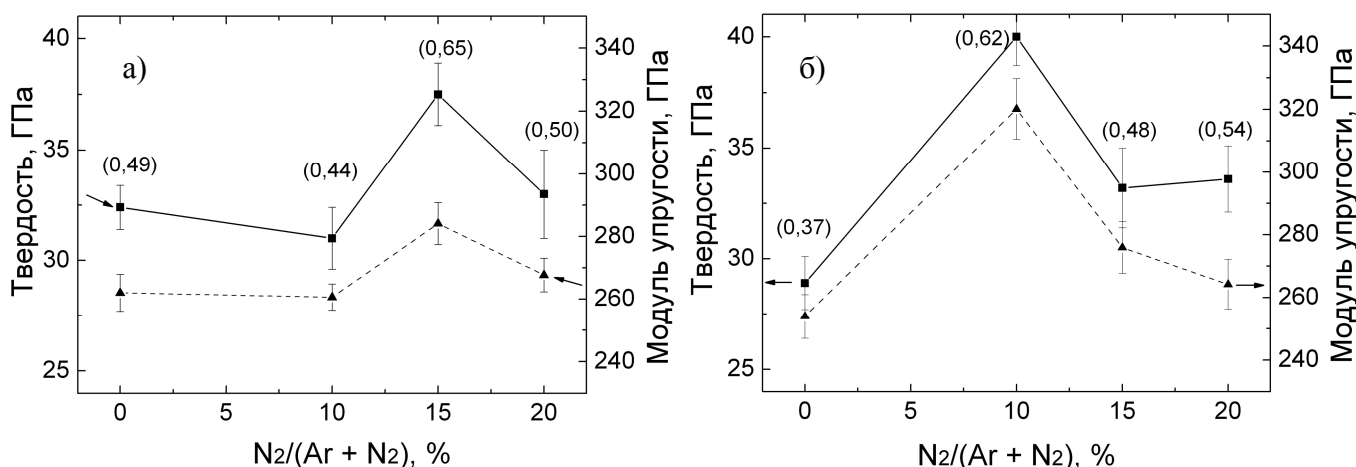 а)
Твердость, ГПа
40
35
30
25
(0,49)
(0,44)
(0,65)
(0,50)
340
320
300
280
260
240
Модуль упругости, ГПа
0 5 10 15 20
N2/(Ar + N2), %
б)
Твердость, ГПа
40
35
30
25
(0,37)
(0,62)
(0,48)
(0,54)
340
320
300
280
260
240
Модуль упругости, ГПа
0 5 10 15 20
N2/(Ar + N2), %